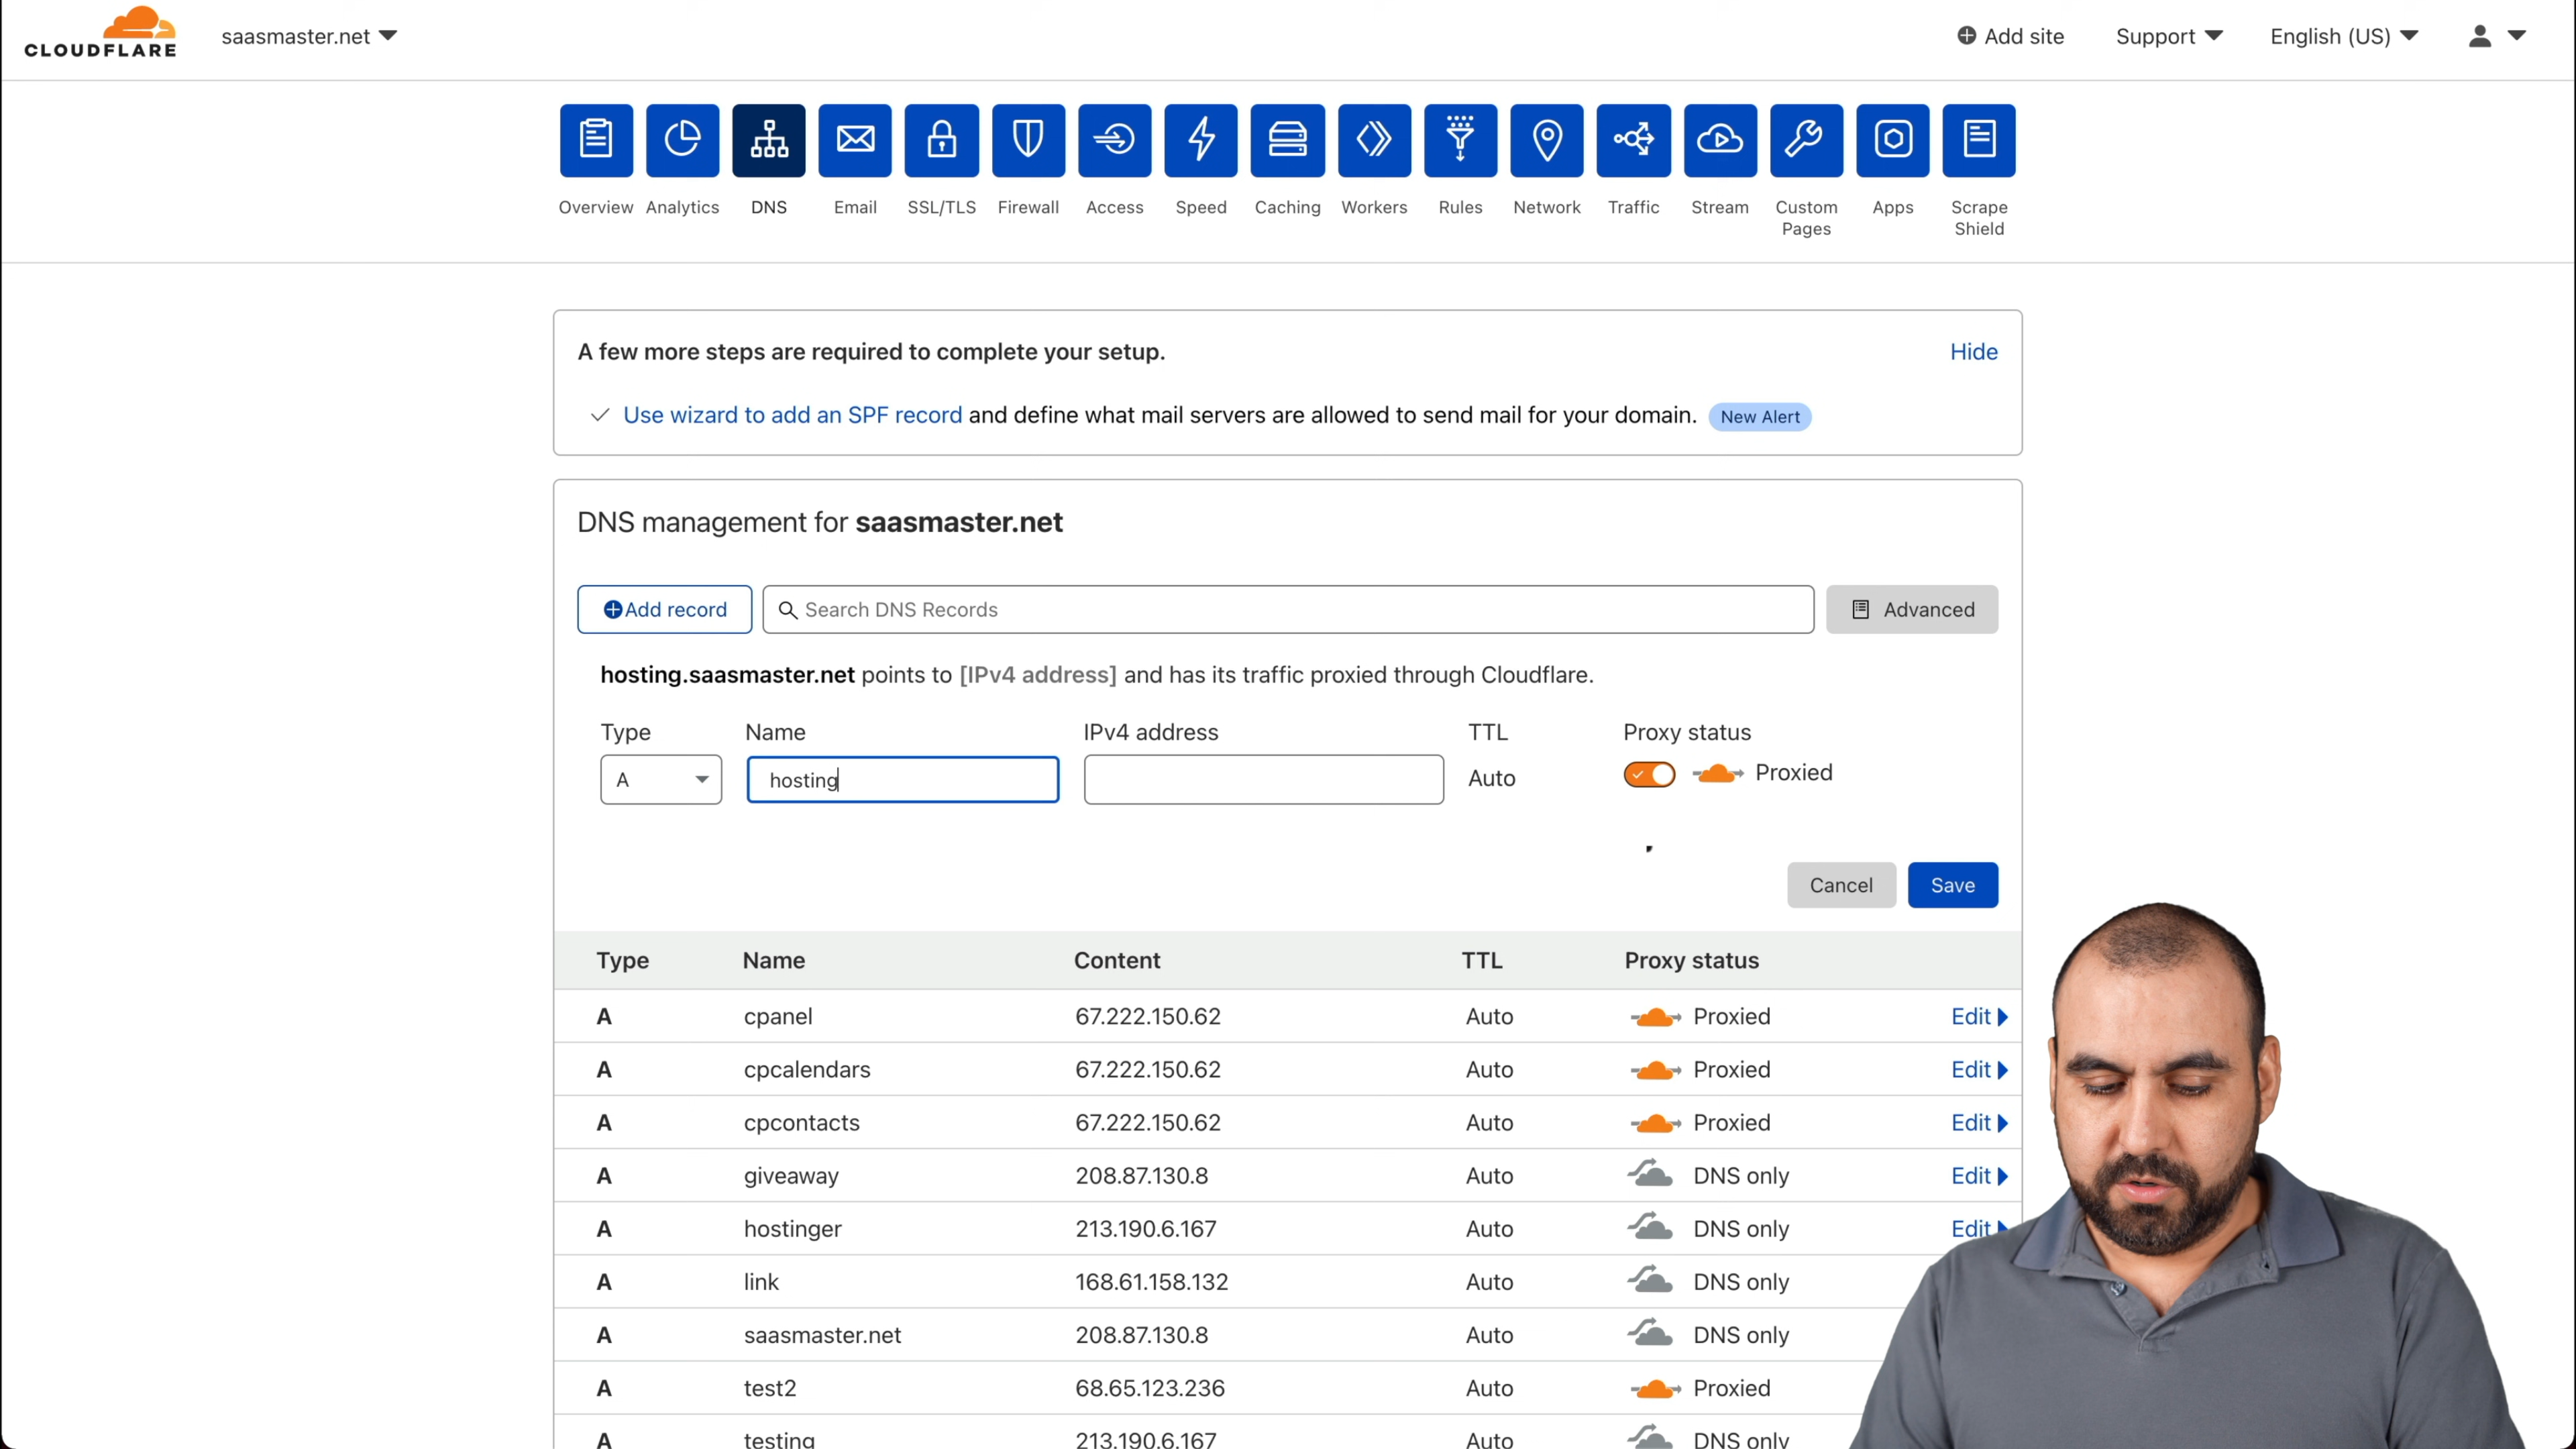 CLOUDFLARE
saasmaster.net
Add site
Support
English (US)
Overview
Analytics
DNS
Email
SSL/TLS
Firewall
Access
Speed
Caching
Workers
Rules
Network
Traffic
Stream
Custom Pages
Apps
Scrape Shield
A few more steps are required to complete your setup.
Hide
Use wizard to add an SPF record and define what mail servers are allowed to send mail for your domain. New Alert
DNS management for saasmaster.net
Add record
Search DNS Records
Advanced
hosting.saasmaster.net points to [IPv4 address] and has its traffic proxied through Cloudflare.
Type Name IPv4 address TTL Proxy status
A hosting Auto Proxied
Cancel Save
Type Name Content TTL Proxy status
A cpanel 67.222.150.62 Auto Proxied Edit
A cpcalendars 67.222.150.62 Auto Proxied Edit
A cpcontacts 67.222.150.62 Auto Proxied Edit
A giveaway 208.87.130.8 Auto DNS only Edit
A hostinger 213.190.6.167 Auto DNS only Edit
A link 168.61.158.132 Auto DNS only
A saasmaster.net 208.87.130.8 Auto DNS only
A test2 68.65.123.236 Auto Proxied
A testing 213.190.6.167 Auto DNS only